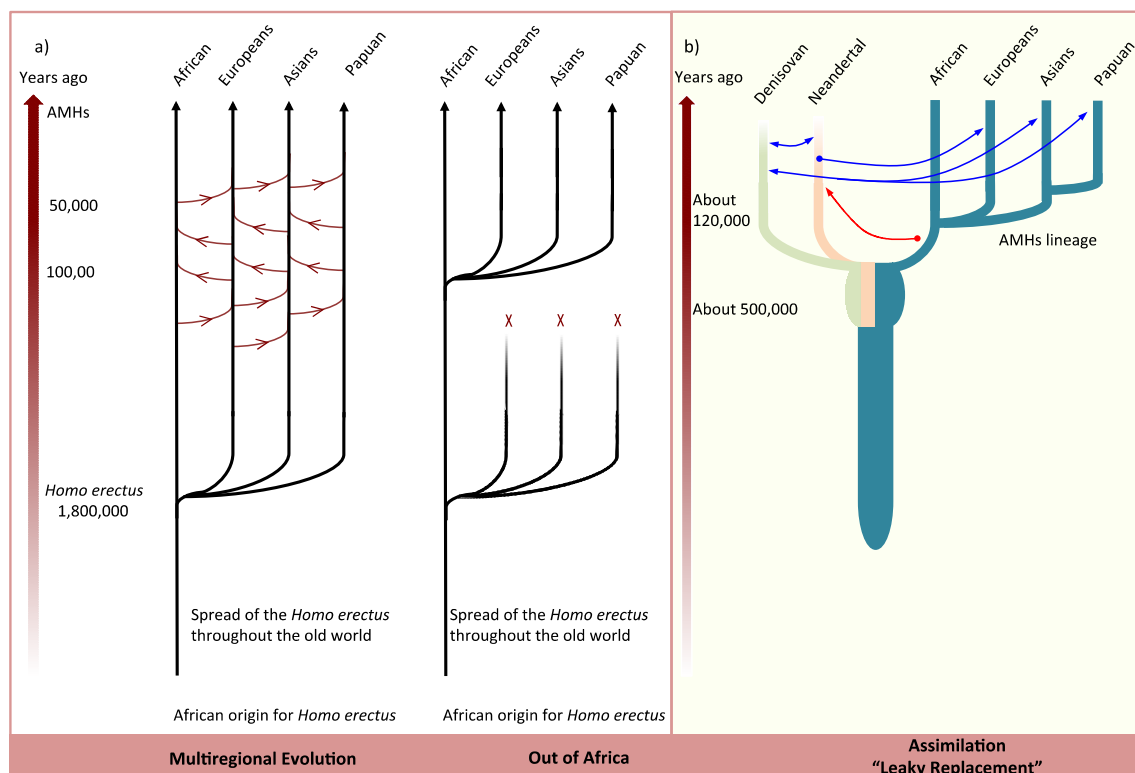 a)
Years ago
AMHs
50,000
100,00
Homo erectus
1,800,000
African
Europeans
Asians
Papuan
Spread of the Homo erectus
throughout the old world
African origin for Homo erectus
Multiregional Evolution
African
Europeans
Asians
Papuan
X X X
Spread of the Homo erectus
throughout the old world
African origin for Homo erectus
Out of Africa
b)
Years ago
Denisovan
Neandertal
African
Europeans
Asians
Papuan
About
120,000
AMHs lineage
About 500,000
Assimilation
“Leaky Replacement”